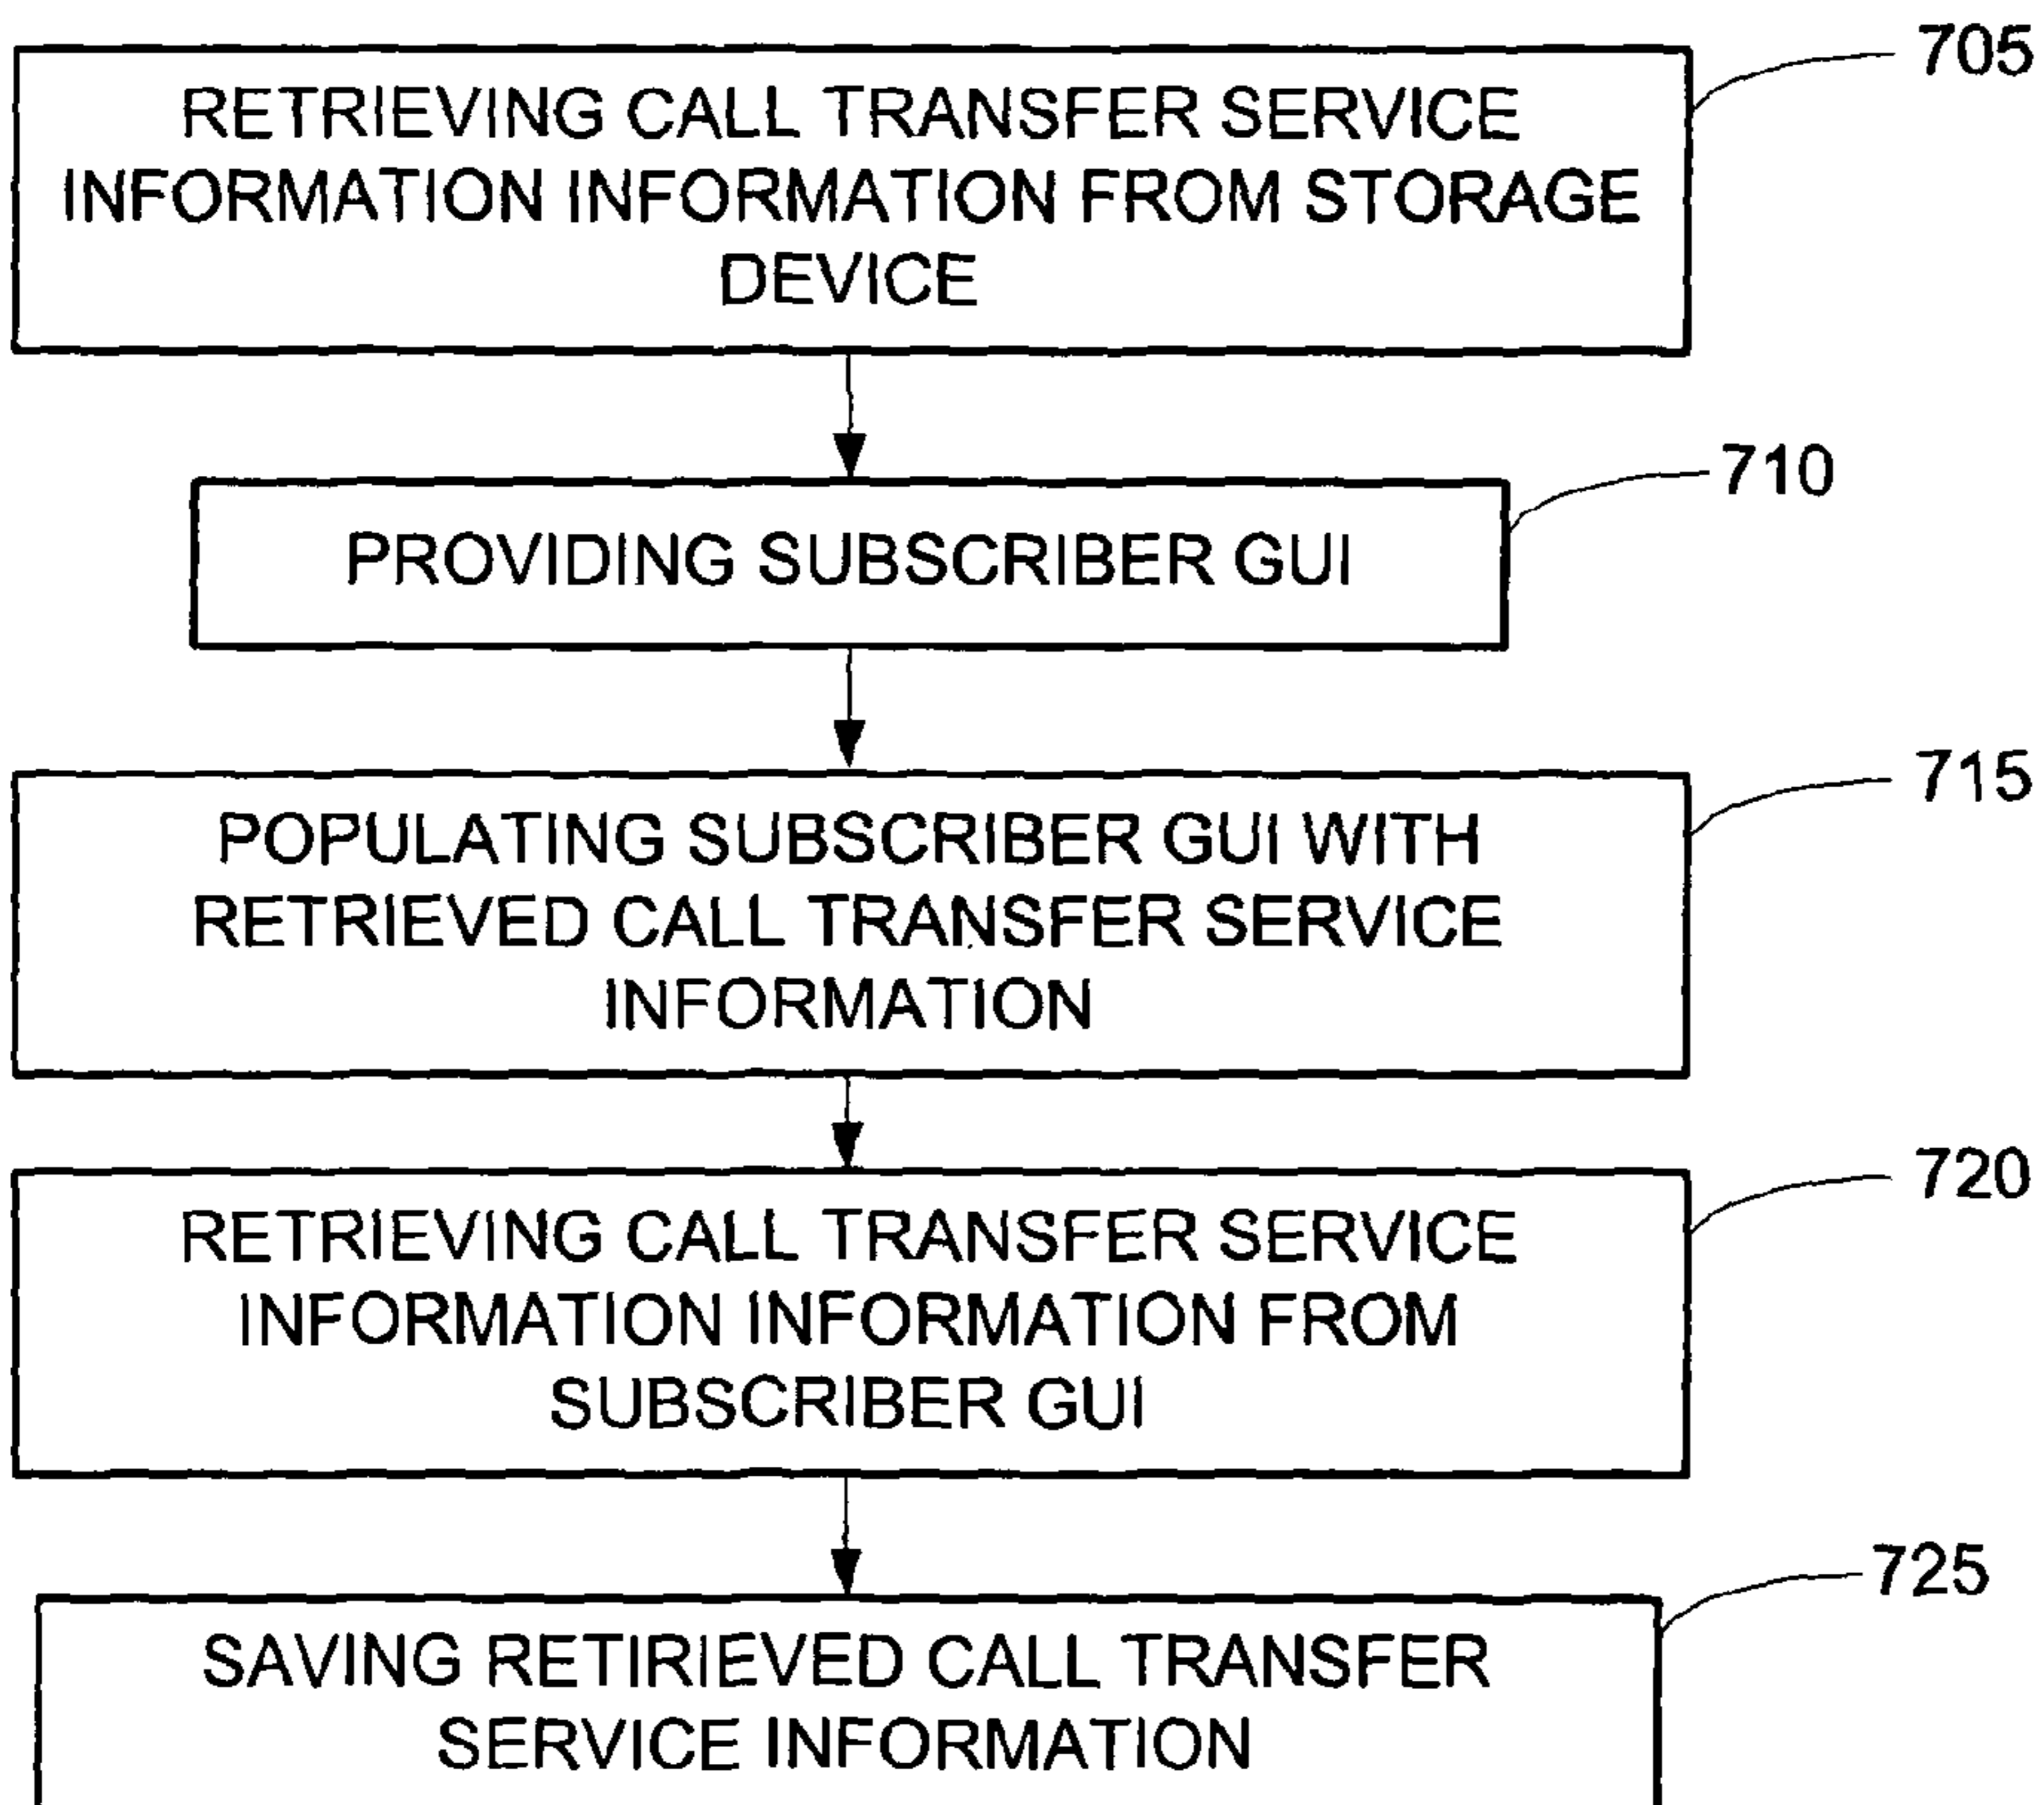 705
RETRIEVING CALL TRANSFER SERVICE
INFORMATION INFORMATION FROM STORAGE
DEVICE
710
PROVIDING SUBSCRIBER GUI
715
POPULATING SUBSCRIBER GUI WITH
RETRIEVED CALL TRANSFER SERVICE
INFORMATION
720
RETRIEVING CALL TRANSFER SERVICE
INFORMATION INFORMATION FROM
SUBSCRIBER GUI
725
SAVING RETIRIEVED CALL TRANSFER
SERVICE INFORMATION